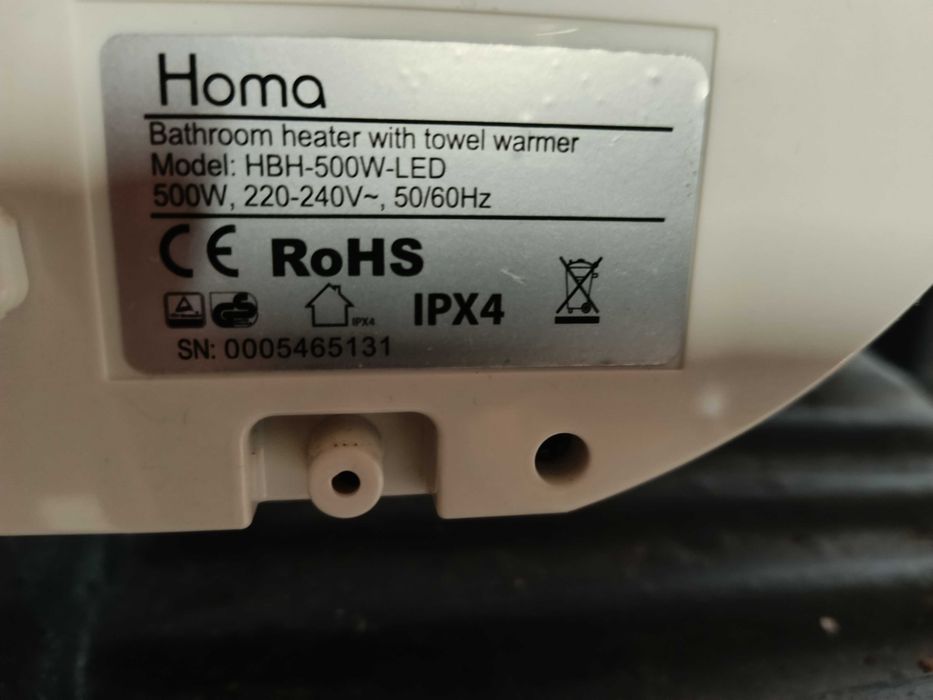 Homa
Bathroom heater with towel warmer
Model: HBH-500W-LED
500W, 220-240V~, 50/60Hz
CE RoHS
IPX4 IPX4
SN: 0005465131